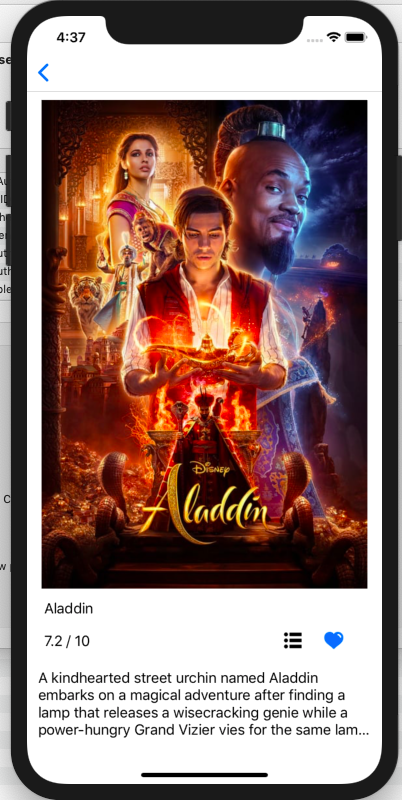 4:37
Disney
Aladdin
Aladdin
7.2 / 10
A kindhearted street urchin named Aladdin
embarks on a magical adventure after finding a
lamp that releases a wisecracking genie while a
power-hungry Grand Vizier vies for the same lam...